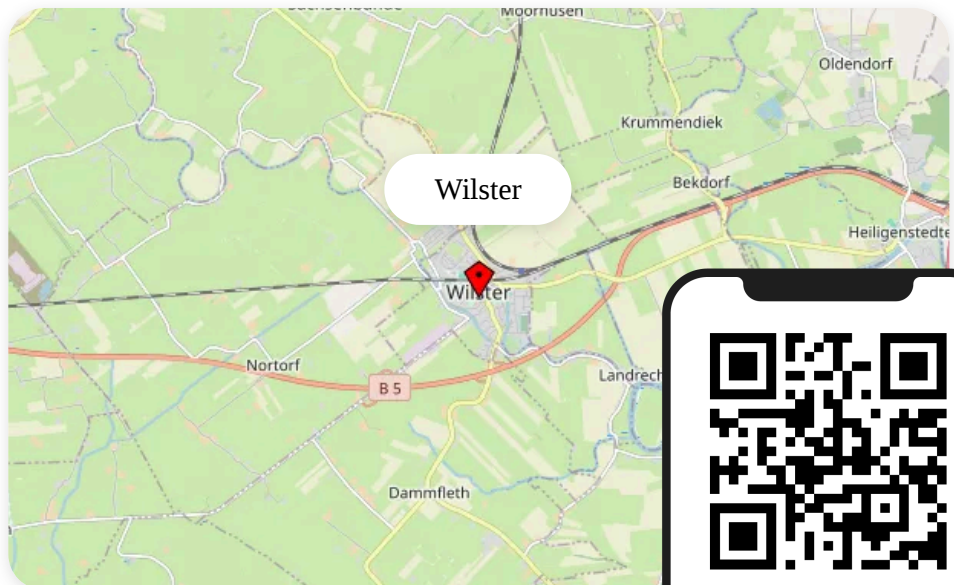 Moorhusen
Oldendorf
Krummendiek
Bekdorf
Wilster
Heiligenstedte
Wilster
Nortorf
Landrech
B 5
Dammfleth